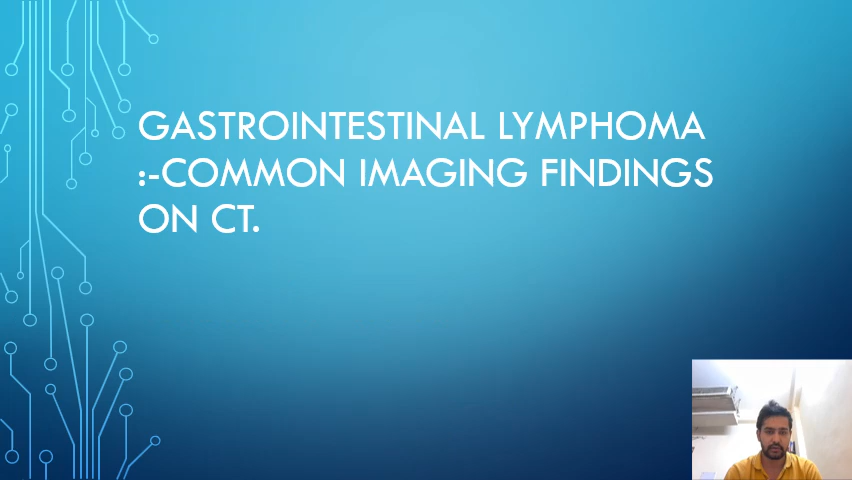 GASTROINTESTINAL LYMPHOMA
:-COMMON IMAGING FINDINGS
ON CT.